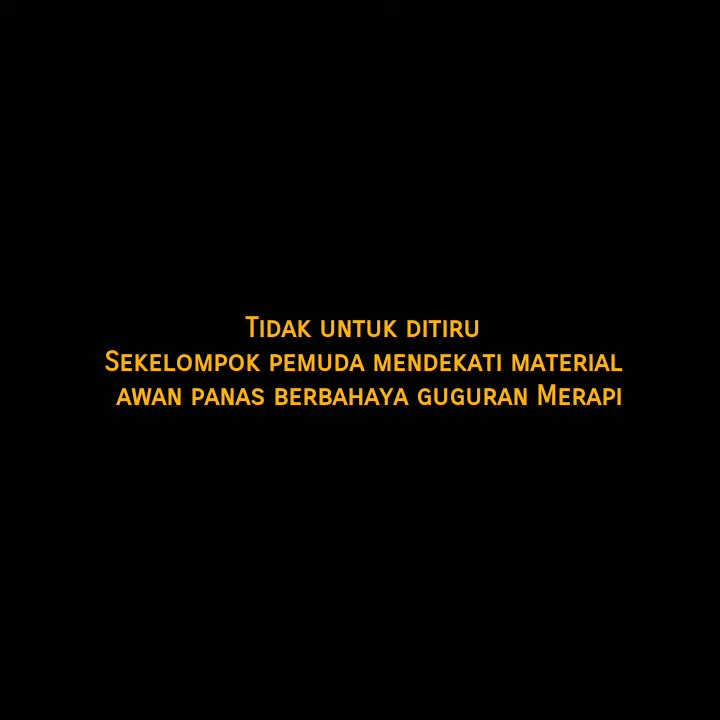 Tidak untuk ditiru
Sekelompok pemuda mendekati material
awan panas berbahaya guguran Merapi